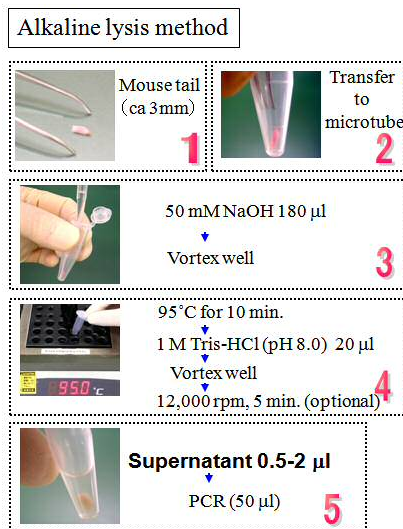 Alkaline lysis method
Mouse tail
(ca 3mm)
1
Transfer
to
microtube
2
50 mM NaOH 180 μl
Vortex well
3
95˚C for 10 min.
1 M Tris-HCl (pH 8.0) 20 μl
Vortex well
12,000 rpm, 5 min. (optional)
95.0 °C
4
Supernatant 0.5-2 μl
PCR (50 μl)
5